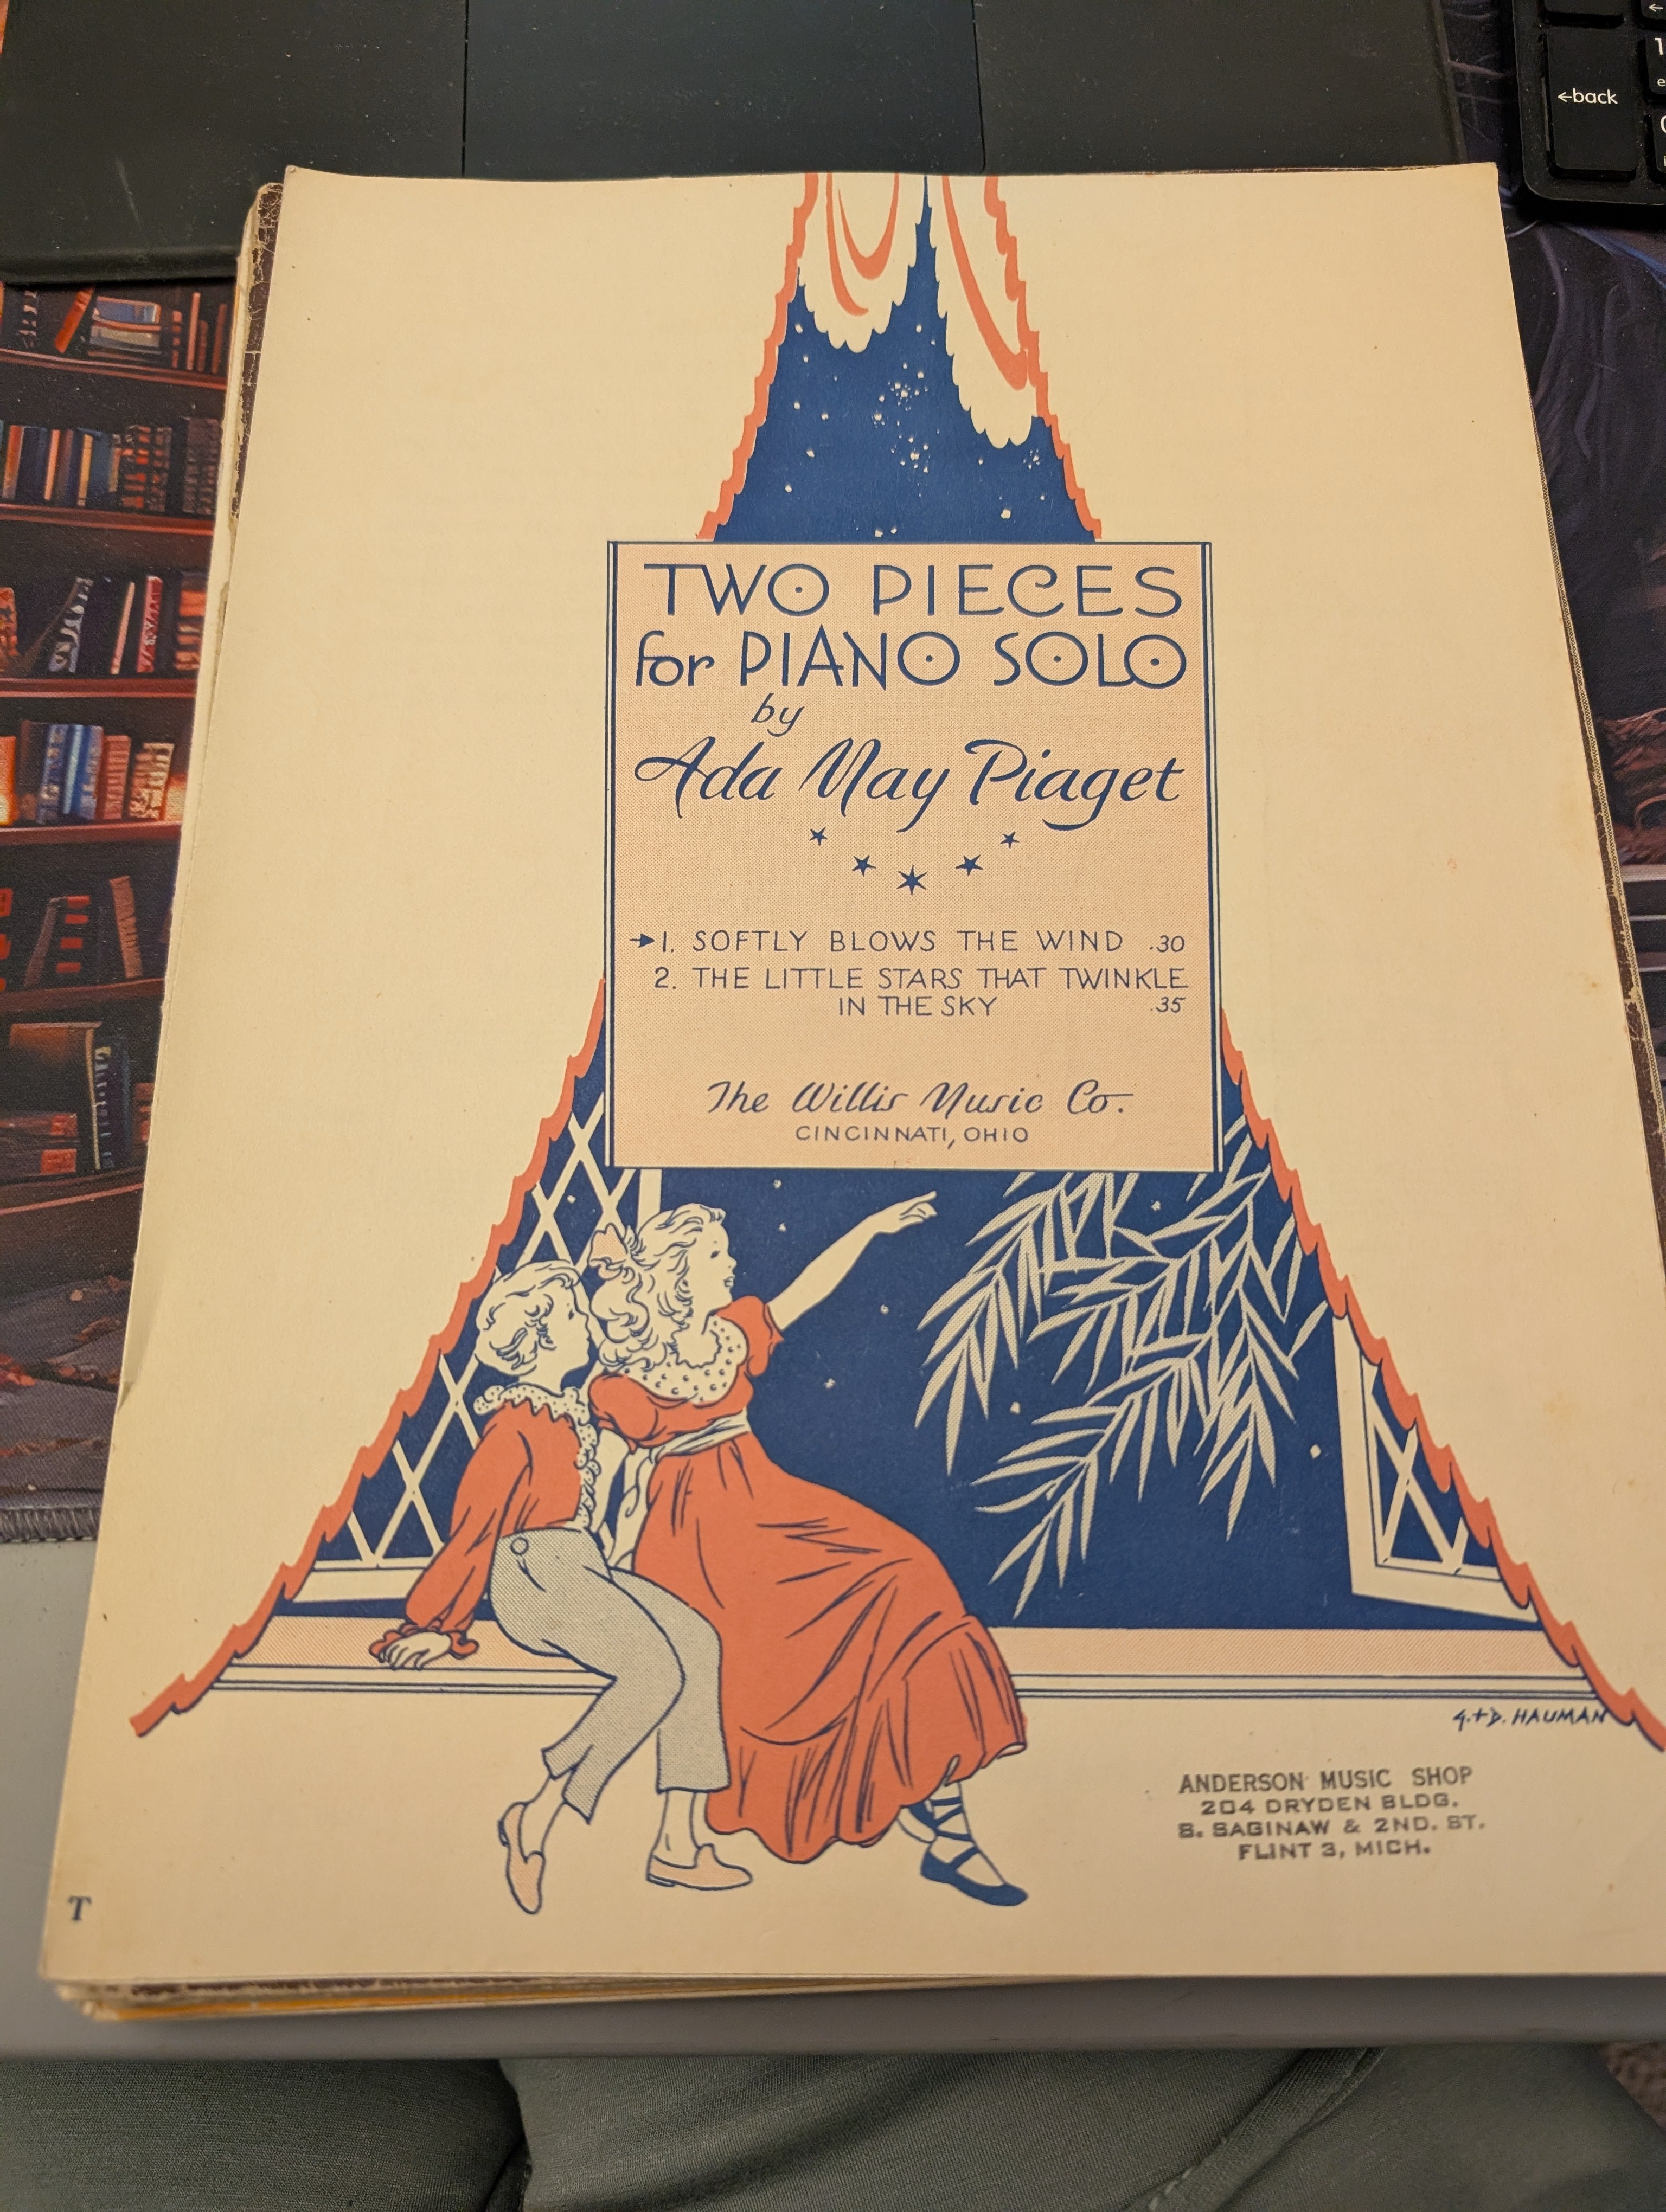 ←back
TWO PIECES
for PIANO SOLO
by
Ada May Piaget
→1. SOFTLY BLOWS THE WIND .30
2. THE LITTLE STARS THAT TWINKLE
IN THE SKY .35
The Willis Music Co.
CINCINNATI, OHIO
G.+D. HAUMAN
ANDERSON MUSIC SHOP
204 DRYDEN BLDG.
S. SAGINAW & 2ND. ST.
FLINT 3, MICH.
T